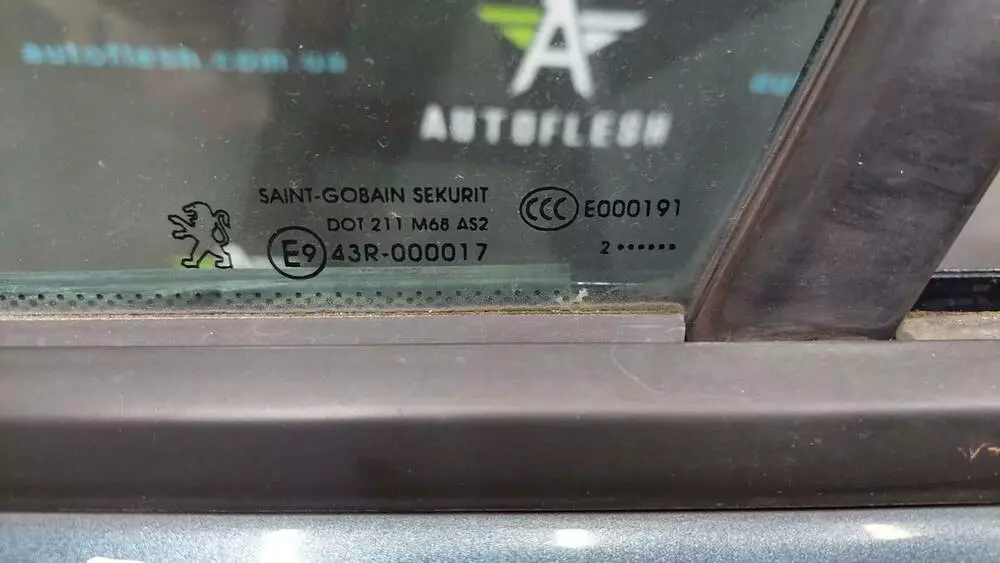 autoflesh.com.ua
AUTOFLESH
SAINT-GOBAIN SEKURIT
DOT 211 M68 AS2
E9 43R-000017
CCC E000191
2 ••••••